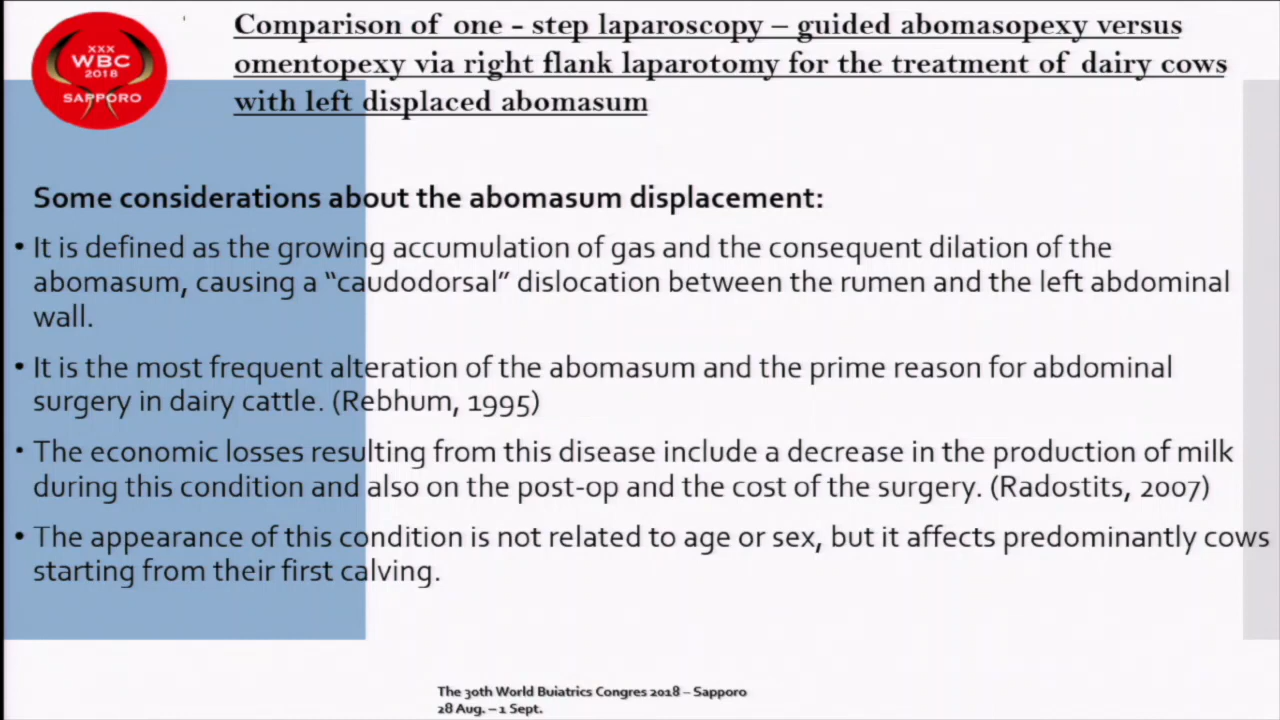 XXX
WBC
2018
SAPPORO
Comparison of one - step laparoscopy – guided abomasopexy versus
omentopexy via right flank laparotomy for the treatment of dairy cows
with left displaced abomasum
Some considerations about the abomasum displacement:
• It is defined as the growing accumulation of gas and the consequent dilation of the
abomasum, causing a “caudodorsal” dislocation between the rumen and the left abdominal
wall.
• It is the most frequent alteration of the abomasum and the prime reason for abdominal
surgery in dairy cattle. (Rebhum, 1995)
• The economic losses resulting from this disease include a decrease in the production of milk
during this condition and also on the post-op and the cost of the surgery. (Radostits, 2007)
• The appearance of this condition is not related to age or sex, but it affects predominantly cows
starting from their first calving.
The 30th World Buiatrics Congres 2018 – Sapporo
28 Aug. – 1 Sept.